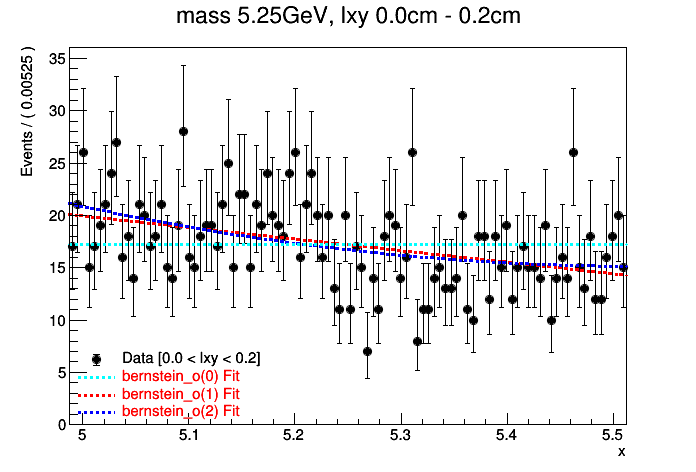 mass 5.25GeV, lxy 0.0cm - 0.2cm
Events / ( 0.00525 )
35
30
25
20
15
10
5
0
Data [0.0 < lxy < 0.2]
bernstein_o(0) Fit
bernstein_o(1) Fit
bernstein_o(2) Fit
5 5.1 5.2 5.3 5.4 5.5
x